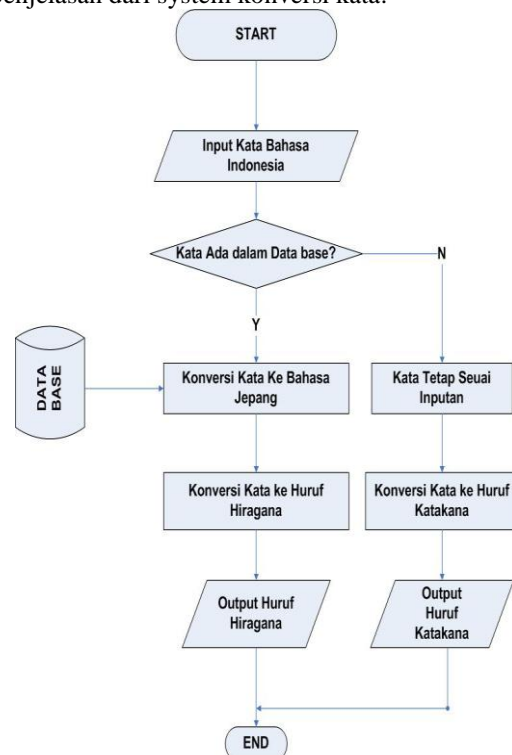 penjelasan dari system konversi kata:
START
Input Kata Bahasa
Indonesia
Kata Ada dalam Data base?
N
Y
DATA
BASE
Konversi Kata Ke Bahasa
Jepang
Kata Tetap Seuai
Inputan
Konversi Kata ke Huruf
Hiragana
Konversi Kata ke Huruf
Katakana
Output Huruf
Hiragana
Output
Huruf
Katakana
END